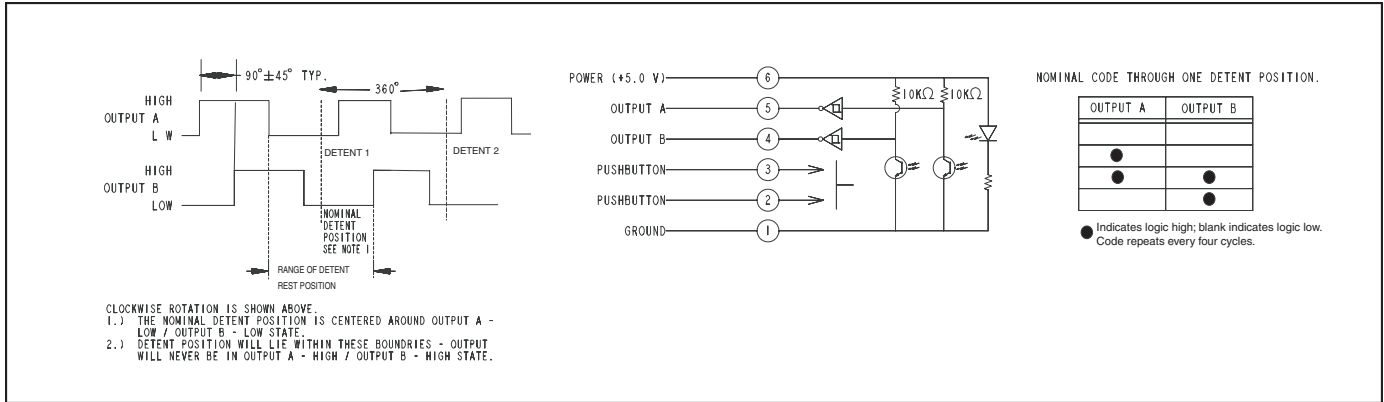 90°±45° TYP.
360°
HIGH
OUTPUT A
L W
DETENT 1
DETENT 2
HIGH
OUTPUT B
LOW
NOMINAL
DETENT
POSITION
SEE NOTE 1
RANGE OF DETENT
REST POSITION
CLOCKWISE ROTATION IS SHOWN ABOVE.
1.) THE NOMINAL DETENT POSITION IS CENTERED AROUND OUTPUT A -
LOW / OUTPUT B - LOW STATE.
2.) DETENT POSITION WILL LIE WITHIN THESE BOUNDRIES - OUTPUT
WILL NEVER BE IN OUTPUT A - HIGH / OUTPUT B - HIGH STATE.
POWER (+5.0 V) 6
10KΩ 10KΩ
OUTPUT A 5
OUTPUT B 4
PUSHBUTTON 3
PUSHBUTTON 2
GROUND 1
NOMINAL CODE THROUGH ONE DETENT POSITION.
OUTPUT A OUTPUT B
Indicates logic high; blank indicates logic low.
Code repeats every four cycles.